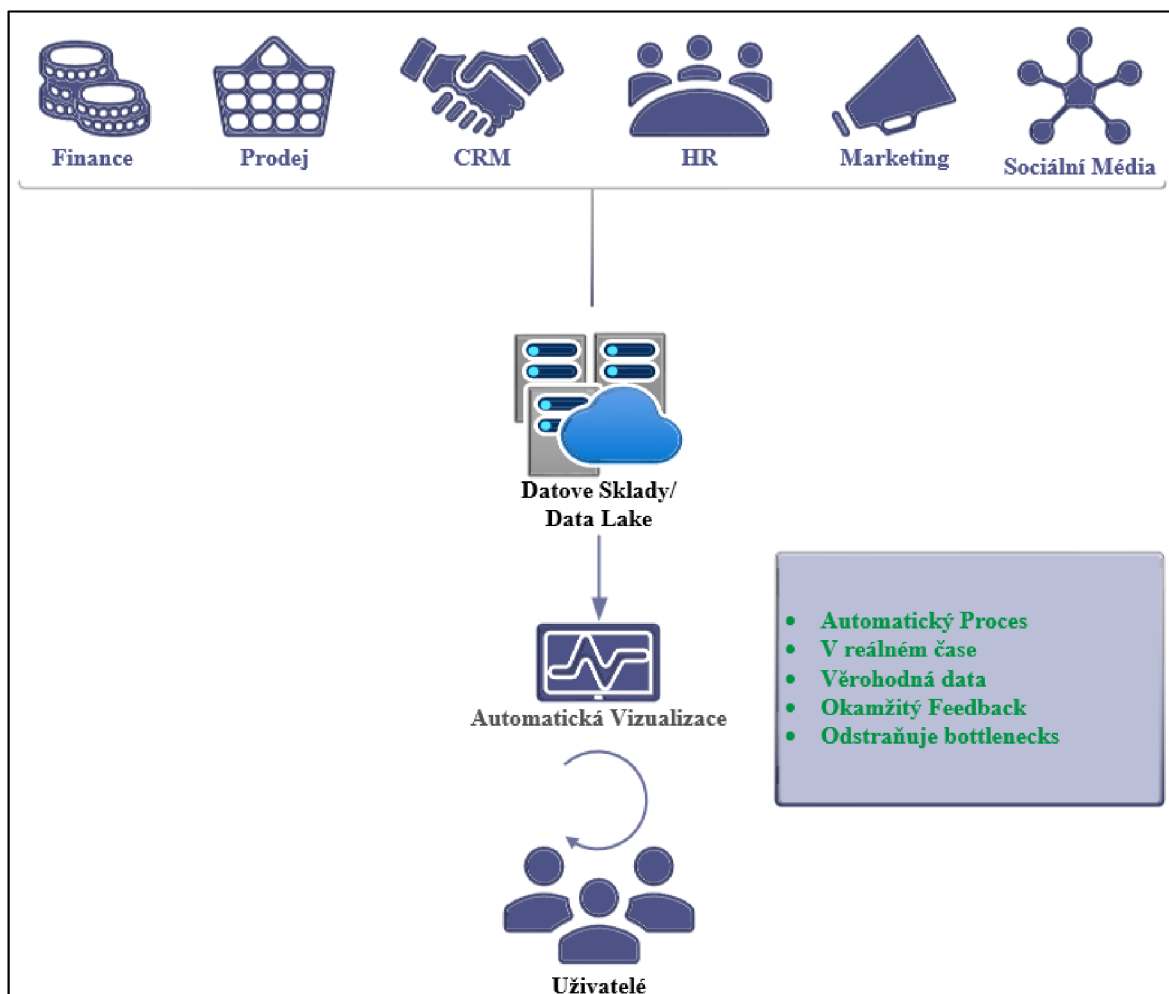 Finance
Prodej
CRM
HR
Marketing
Sociální Média
Datove Sklady/
Data Lake
Automatická Vizualizace
• Automatický Proces
• V reálném čase
• Věrohodná data
• Okamžitý Feedback
• Odstraňuje bottlenecks
Uživatelé